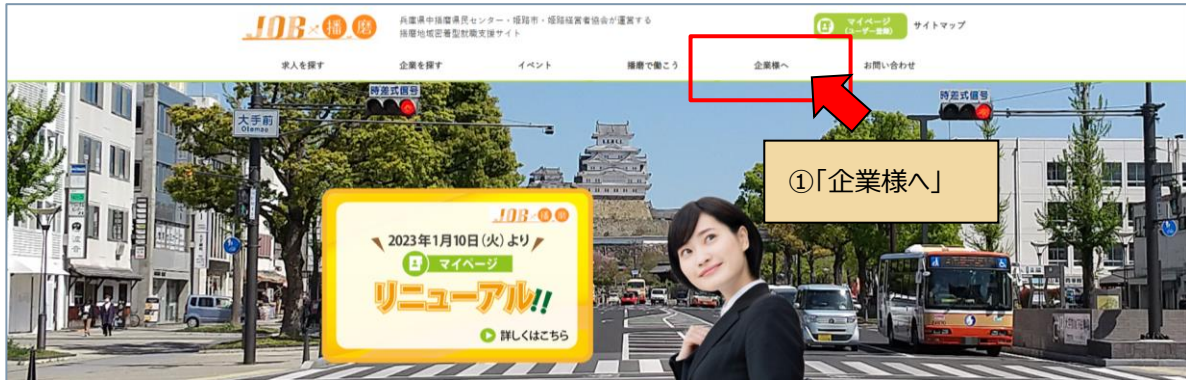 JOB×播磨
兵庫県中播磨県民センター・姫路市・姫路経営者協会が運営する
播磨地域密着型就職支援サイト
マイページ
(ユーザー登録)
サイトマップ
求人を探す
企業を探す
イベント
播磨で働こう
企業様へ
お問い合わせ
時差式信号
時差式信号
大手前
Otemae
①「企業様へ」
JOB×播磨
2023年1月10日(火)より
マイページ
リニューアル!!
詳しくはこちら